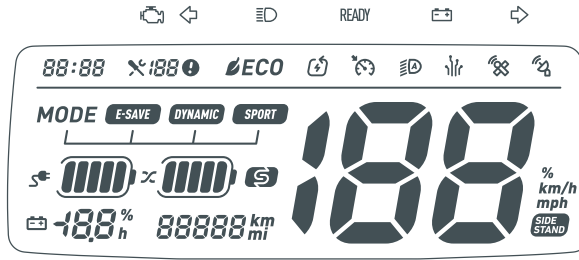 READY
88:88 188 ECO A
MODE E-SAVE DYNAMIC SPORT
S
188
%
km/h
mph
-18.8 % h 88888 km mi
SIDE STAND